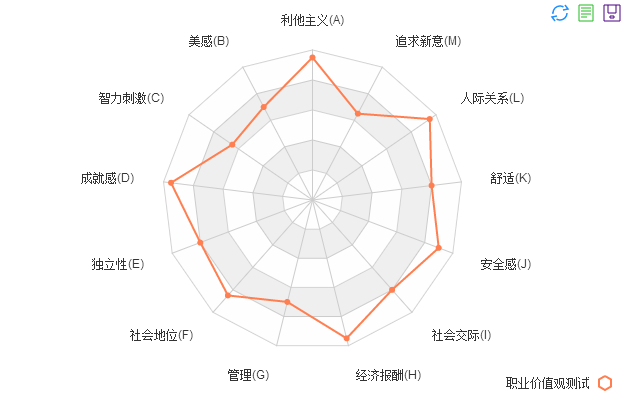 利他主义(A)
美感(B)
追求新意(M)
智力刺激(C)
人际关系(L)
成就感(D)
舒适(K)
独立性(E)
安全感(J)
社会地位(F)
社会交际(I)
管理(G)
经济报酬(H)
职业价值观测试